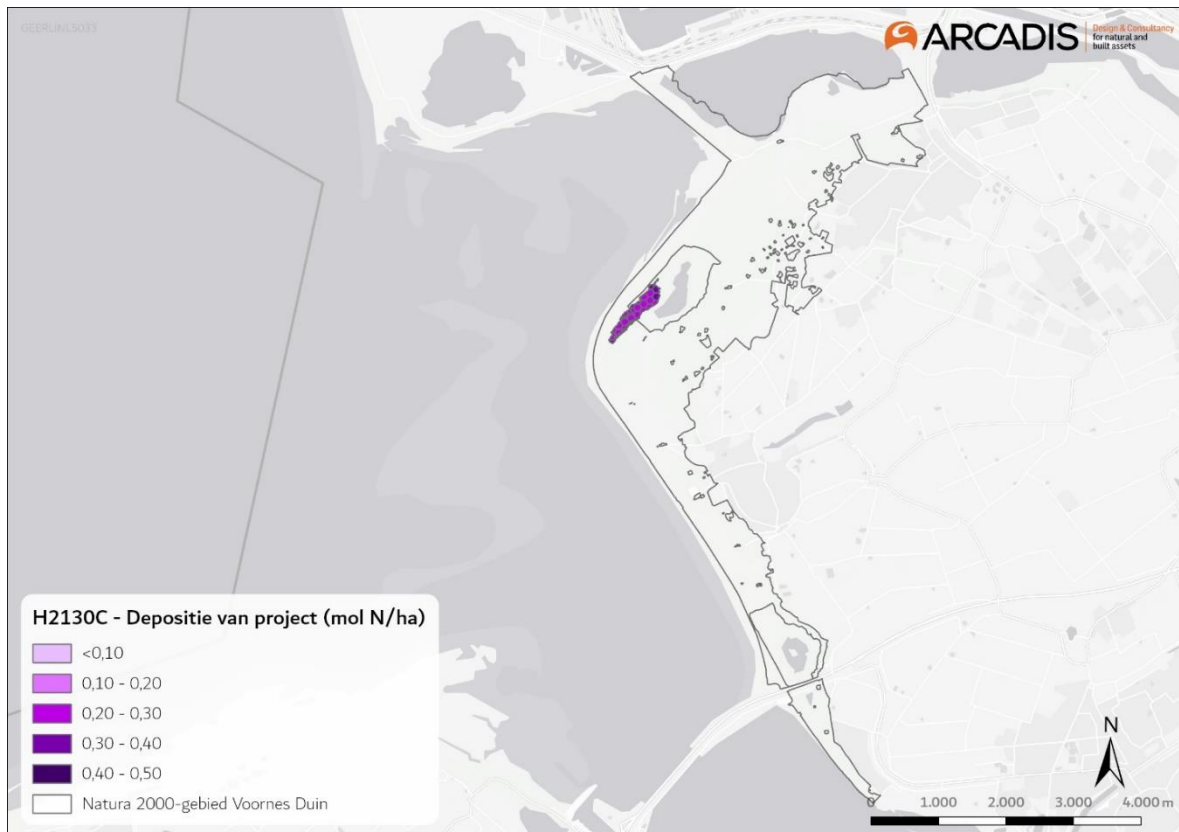 GEERLINL5033
ARCADIS
Design & Consultancy
for natural and
built assets
H2130C - Depositie van project (mol N/ha)
<0,10
0,10 - 0,20
0,20 - 0,30
0,30 - 0,40
0,40 - 0,50
Natura 2000-gebied Voornes Duin
N
0 1.000 2.000 3.000 4.000 m